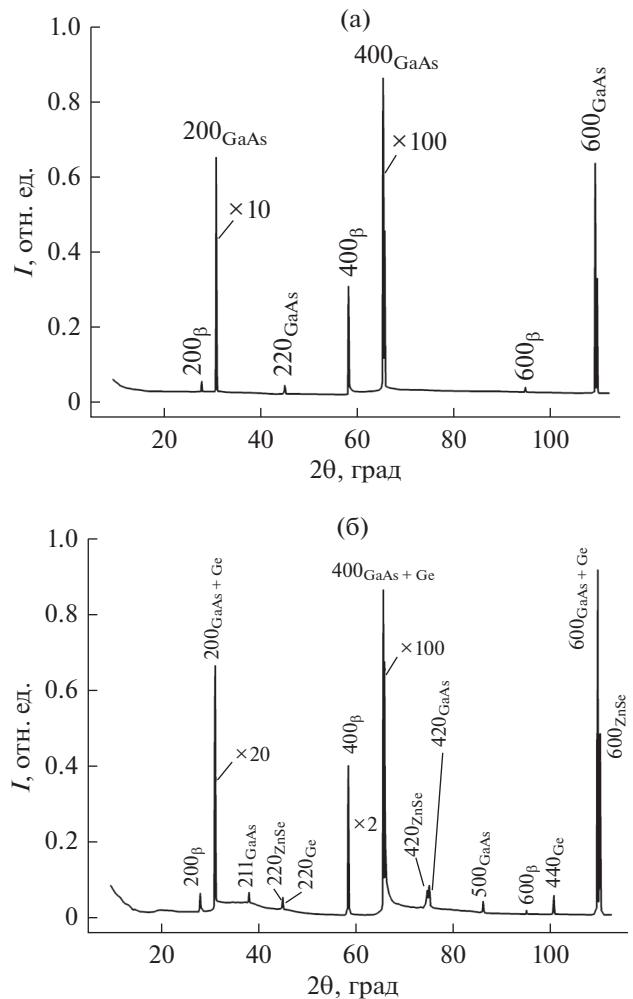 (а)
1.0
0.8
0.6
0.4
0.2
0
I, отн. ед.
200GaAs
×10
200β
220GaAs
400β
400GaAs
×100
600β
600GaAs
20
40
60
80
100
2θ, град
(б)
1.0
0.8
0.6
0.4
0.2
0
I, отн. ед.
200β
200GaAs + Ge
×20
211GaAs
220ZnSe
220Ge
400β
×2
400GaAs + Ge
×100
420ZnSe
420GaAs
500GaAs
600β
440Ge
600GaAs + Ge
600ZnSe
20
40
60
80
100
2θ, град